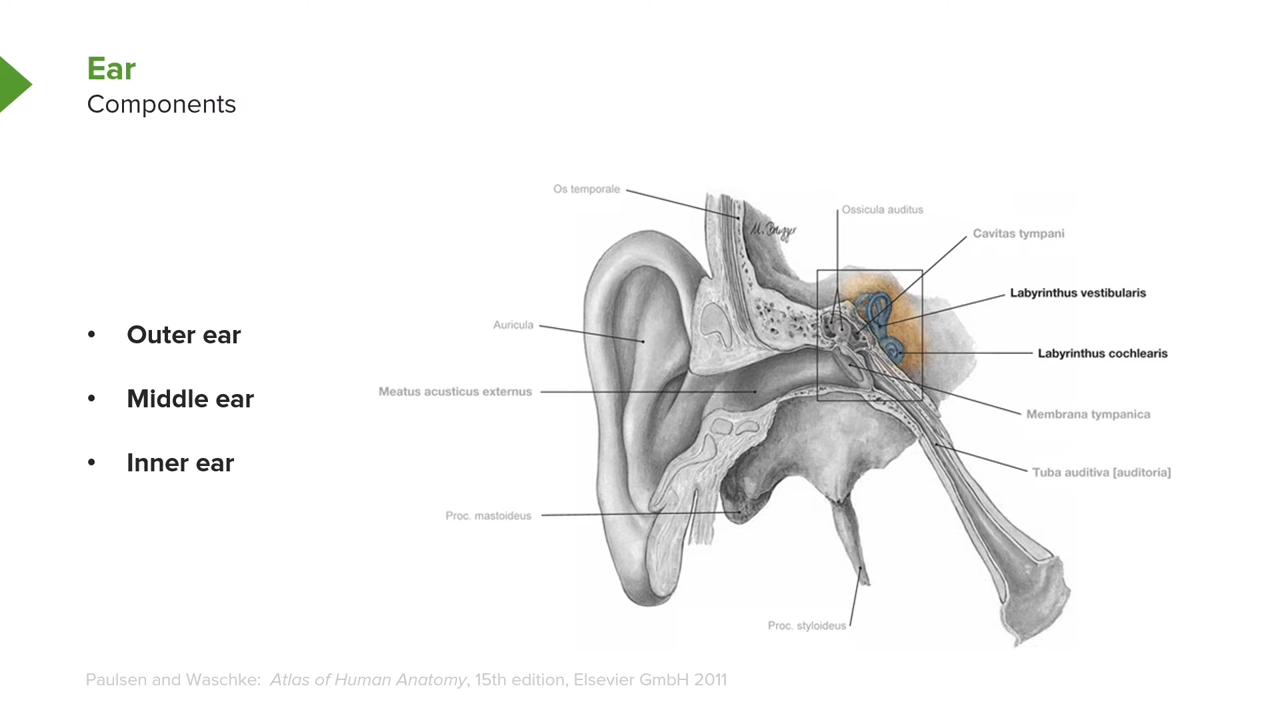 Ear
Components
Os temporale
Ossicula auditus
Cavitas tympani
Labyrinthus vestibularis
Auricula
• Outer ear
Labyrinthus cochlearis
Meatus acusticus externus
• Middle ear
Membrana tympanica
• Inner ear
Tuba auditiva [auditoria]
Proc. mastoideus
Proc. styloideus
Paulsen and Waschke: Atlas of Human Anatomy, 15th edition, Elsevier GmbH 2011